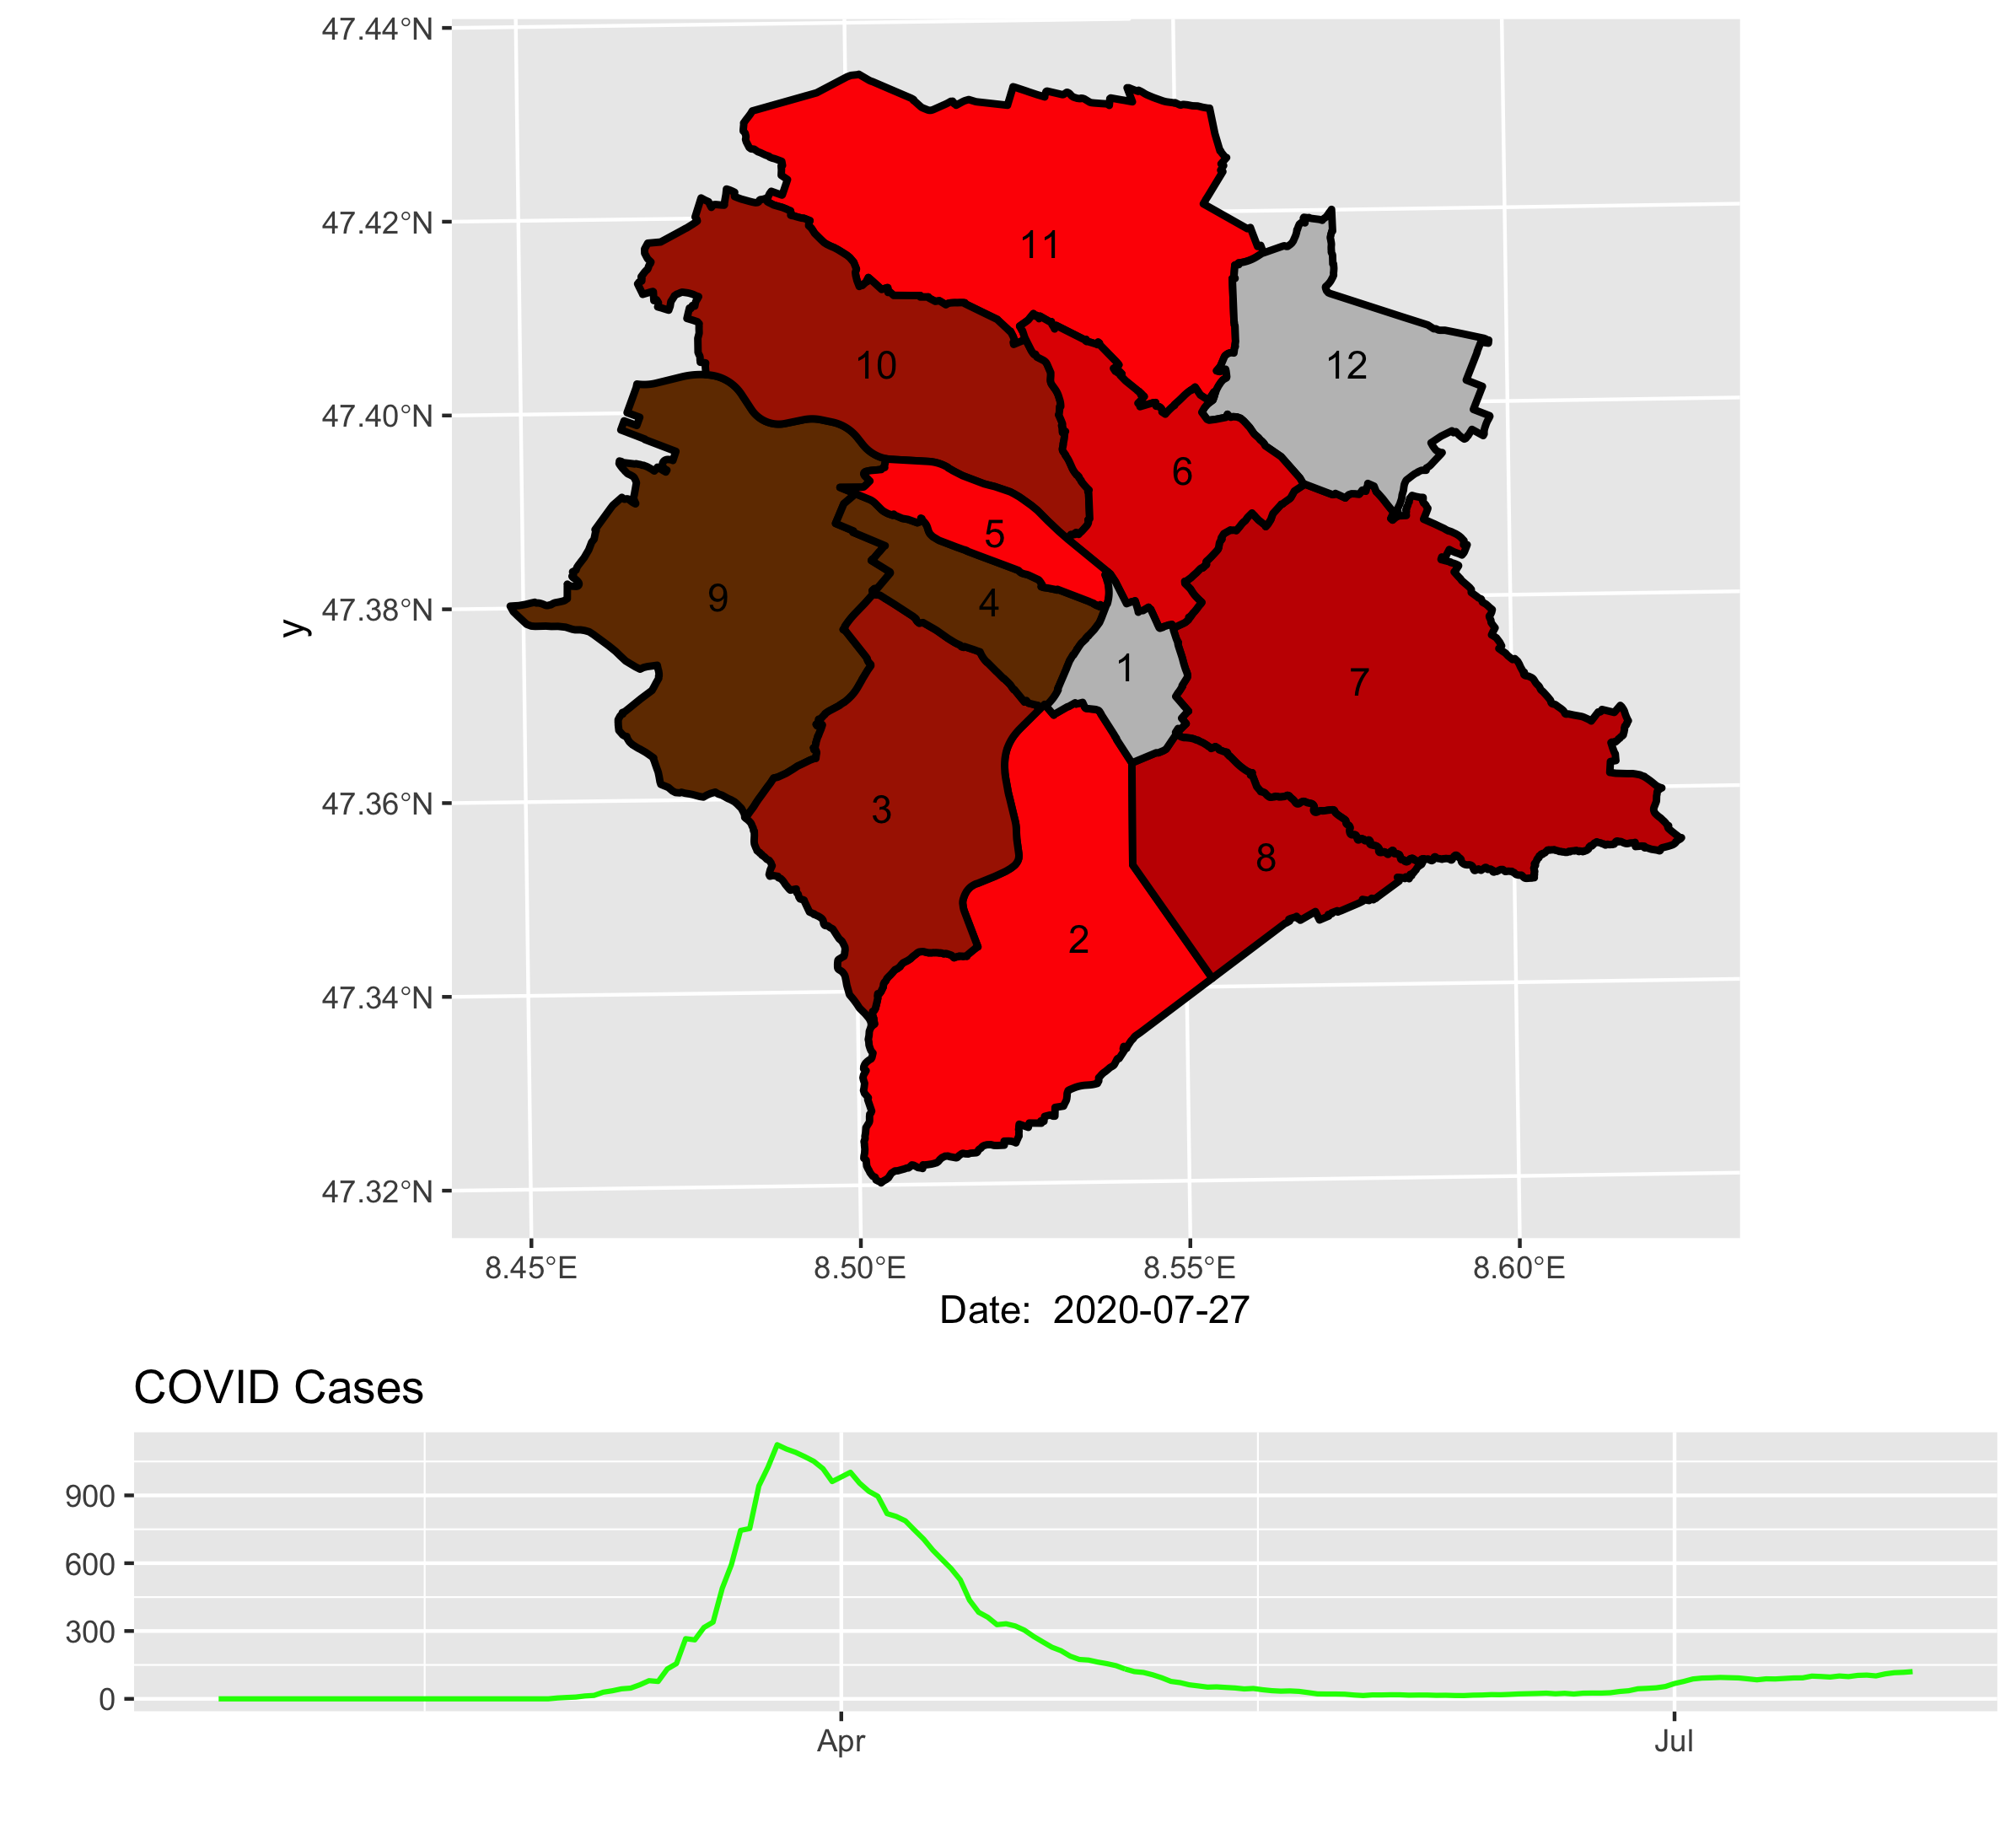 47.44°N
47.42°N
11
12
10
47.40°N
6
5
9
4
47.38°N
y
1
7
47.36°N
3
8
2
47.34°N
47.32°N
8.45°E 8.50°E 8.55°E 8.60°E
Date: 2020-07-27
COVID Cases
900
600
300
0
Apr Jul